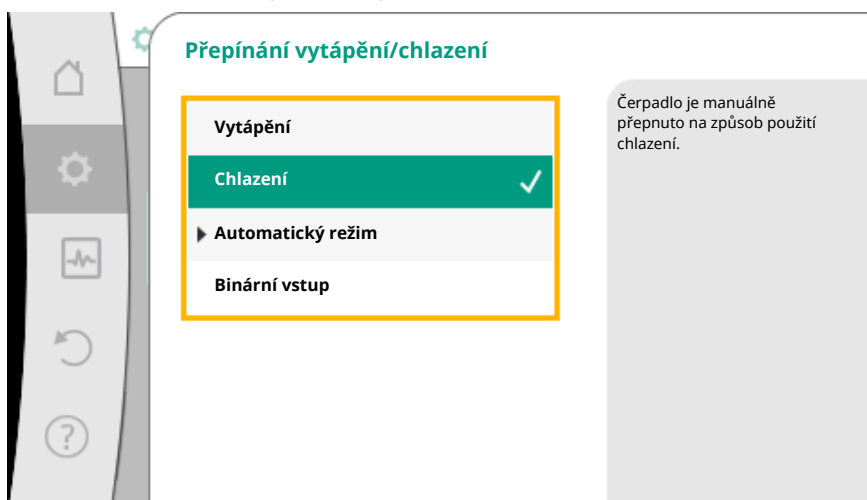 Přepínání vytápění/chlazení
Vytápění
Chlazení
Automatický režim
Binární vstup
Čerpadlo je manuálně
přepnuto na způsob použití
chlazení.
?